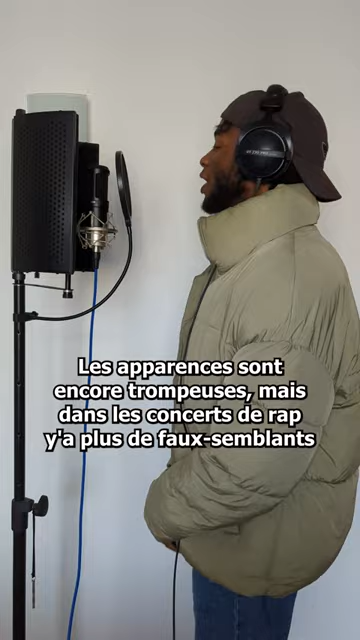 Les apparences sont
encore trompeuses, mais
dans les concerts de rap
y'a plus de faux-semblants